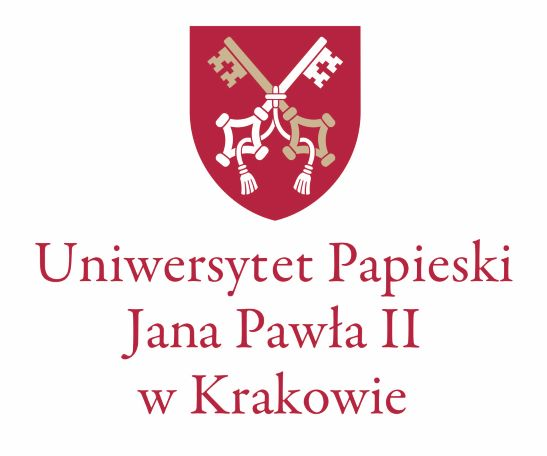 Uniwersytet Papieski
Jana Pawła II
w Krakowie